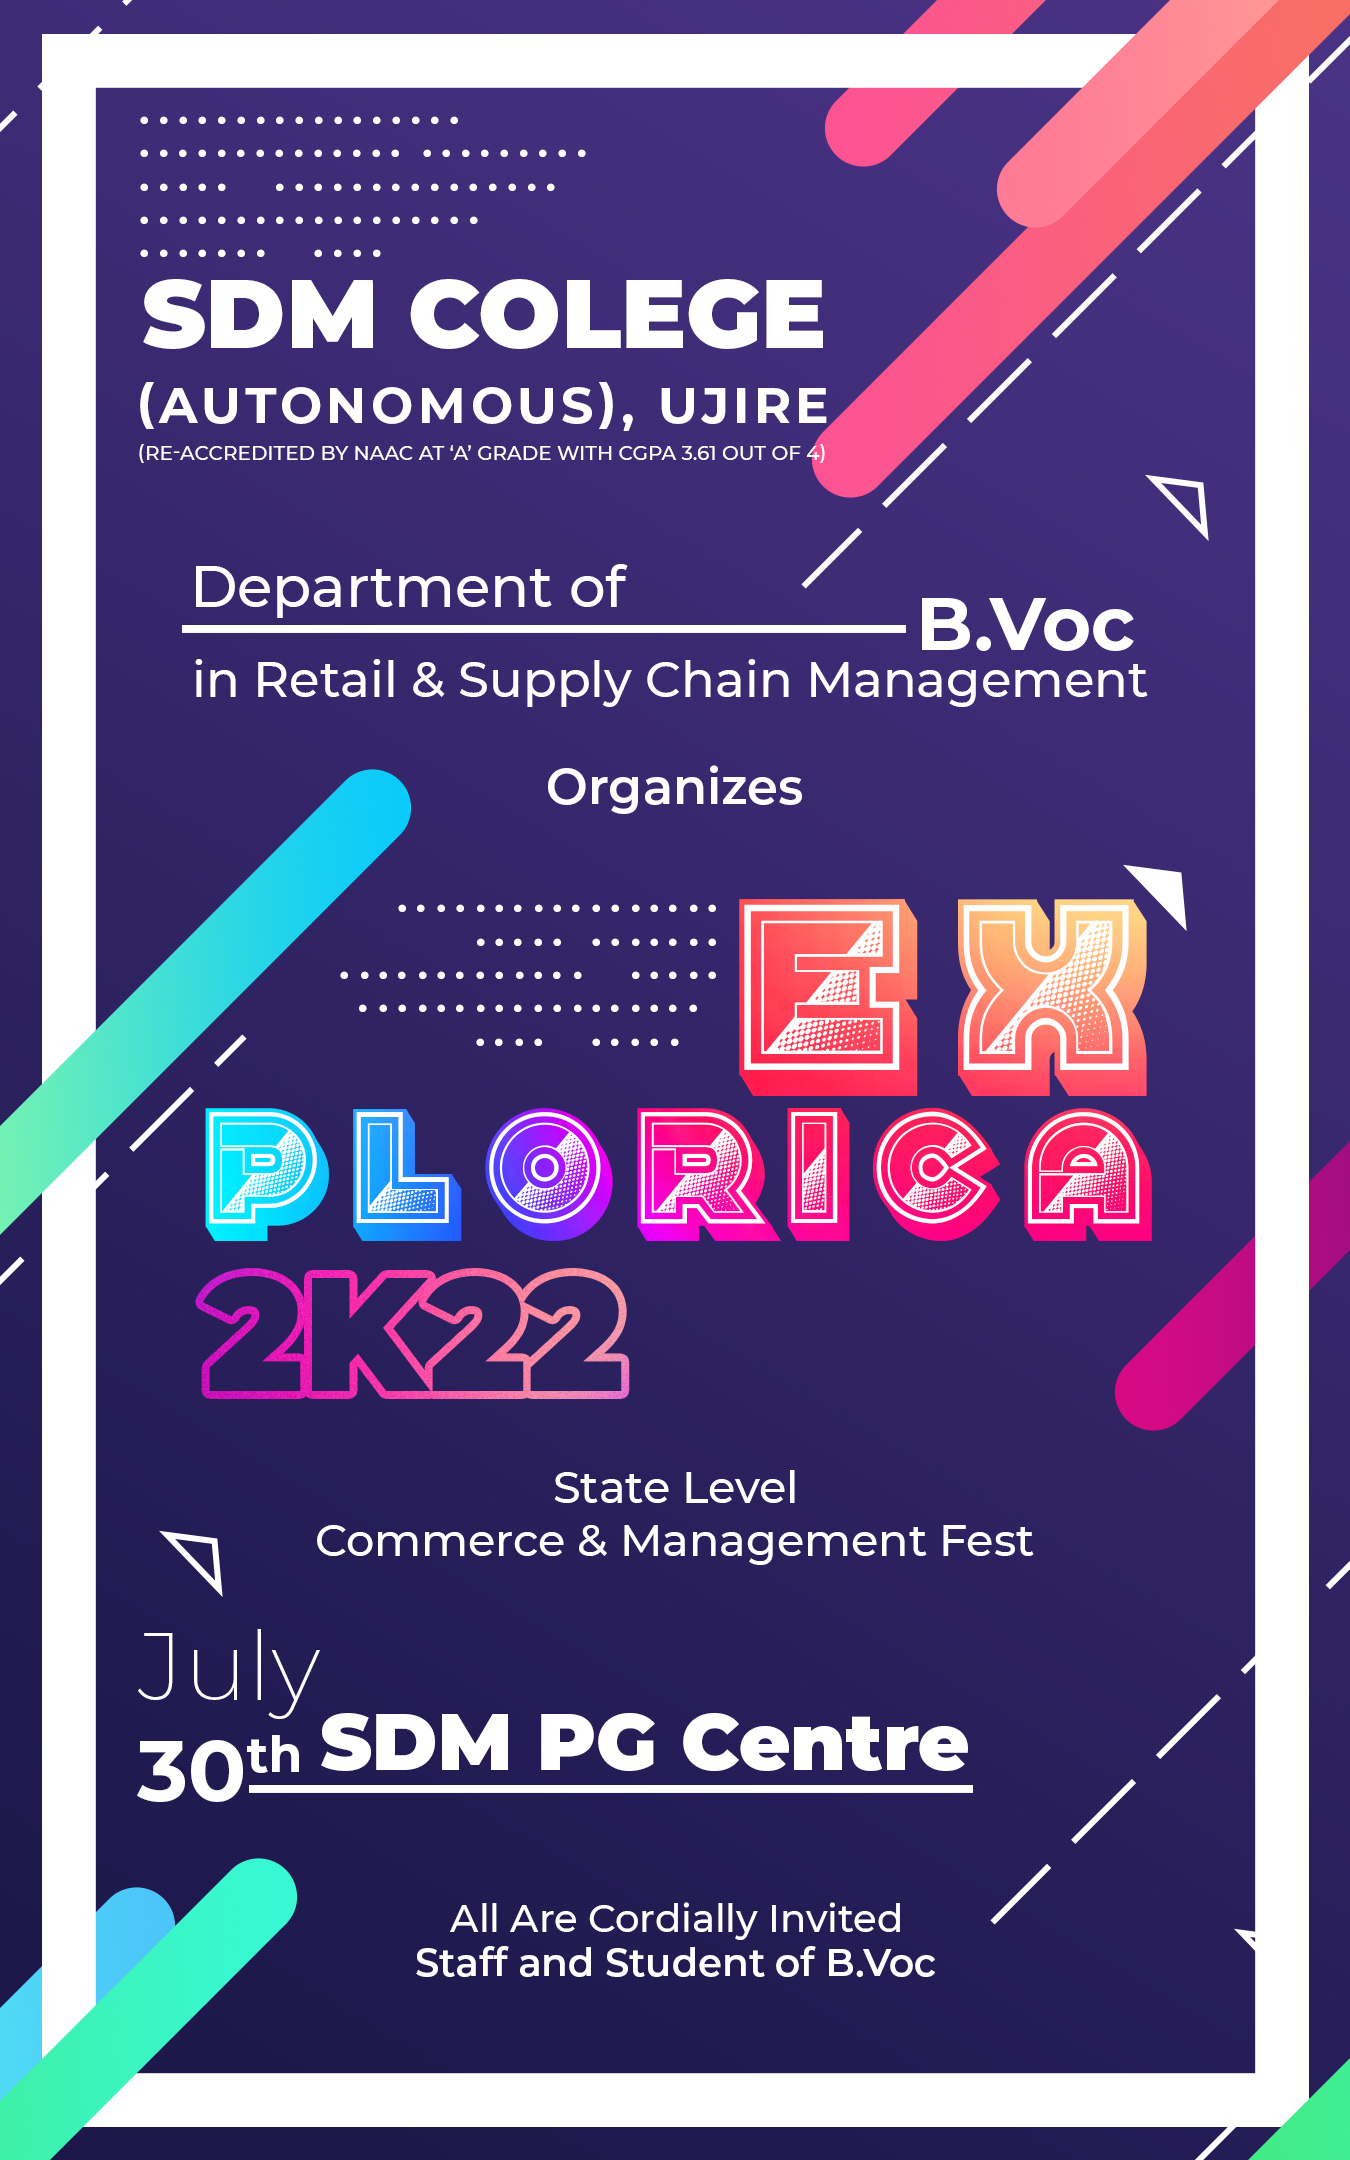 SDM COLEGE
(AUTONOMOUS), UJIRE
(RE-ACCREDITED BY NAAC AT ‘A’ GRADE WITH CGPA 3.61 OUT OF 4)
Department of
B.Voc
in Retail & Supply Chain Management
Organizes
EX
PLORICA
2K22
State Level
Commerce & Management Fest
July
30th SDM PG Centre
All Are Cordially Invited
Staff and Student of B.Voc